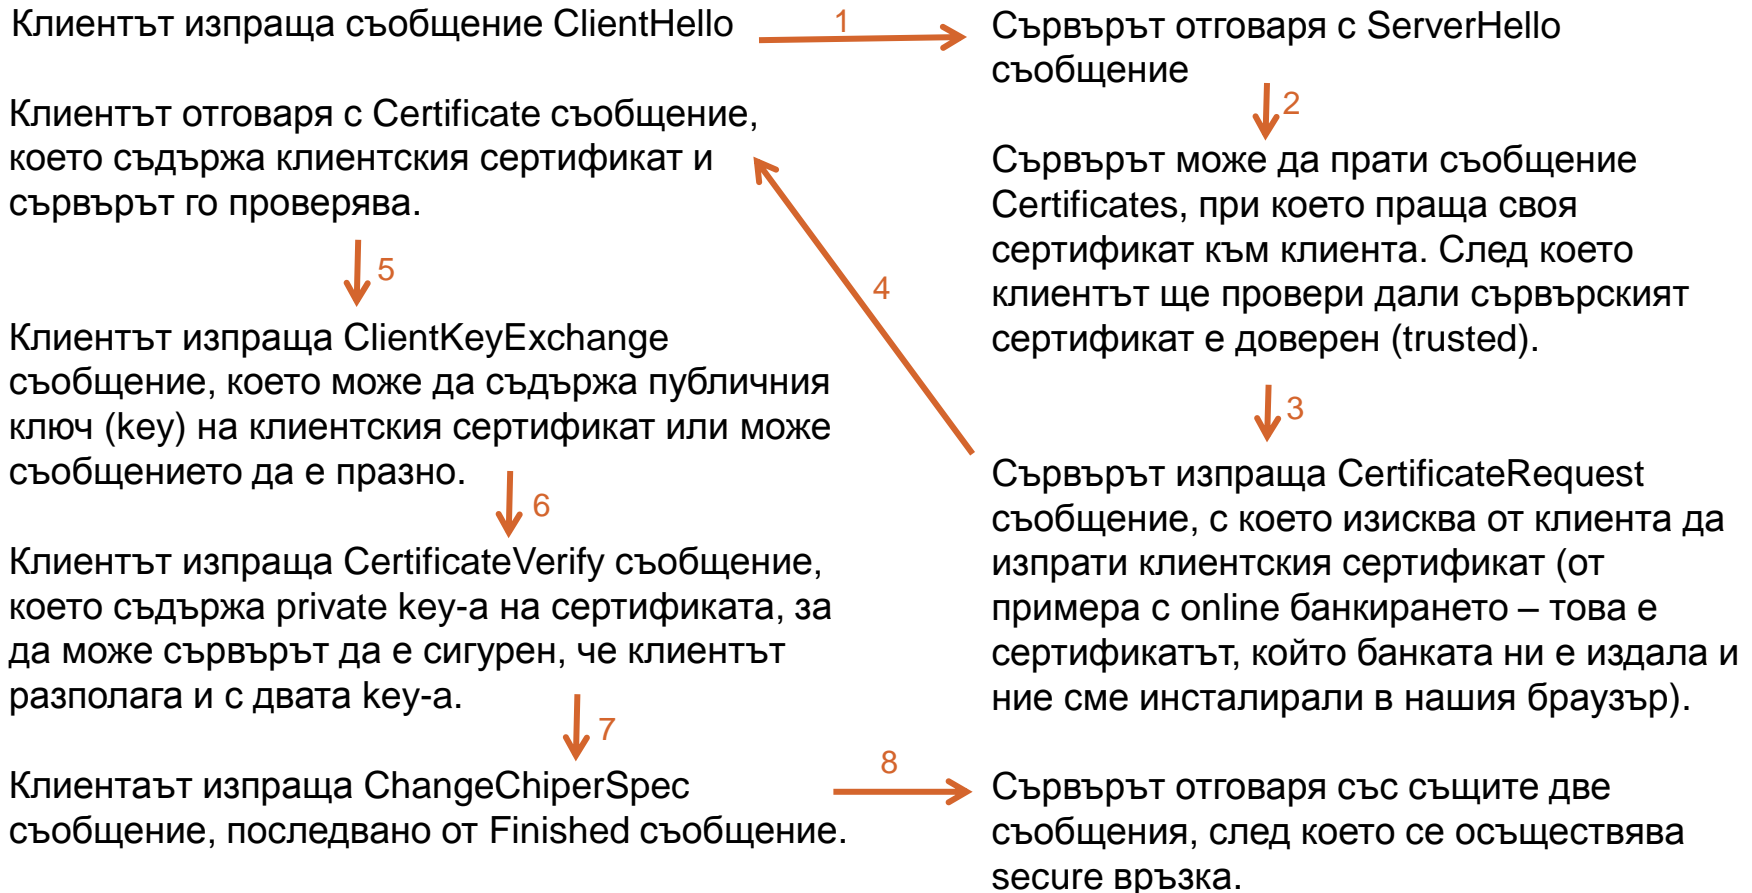 Клиентът изпраща съобщение ClientHello
1
Сървърът отговаря с ServerHello
съобщение
2
Сървърът може да прати съобщение
Certificates, при което праща своя
сертификат към клиента. След което
клиентът ще провери дали сървърският
сертификат е доверен (trusted).
3
Сървърът изпраща CertificateRequest
съобщение, с което изисква от клиента да
изпрати клиентския сертификат (от
примера с online банкирането – това е
сертификатът, който банката ни е издала и
ние сме инсталирали в нашия браузър).
4
Клиентът отговаря с Certificate съобщение,
което съдържа клиентския сертификат и
сървърът го проверява.
5
Клиентът изпраща ClientKeyExchange
съобщение, което може да съдържа публичния
ключ (key) на клиентския сертификат или може
съобщението да е празно.
6
Клиентът изпраща CertificateVerify съобщение,
което съдържа private key-а на сертификата, за
да може сървърът да е сигурен, че клиентът
разполага и с двата key-а.
7
Клиентаът изпраща ChangeChiperSpec
съобщение, последвано от Finished съобщение.
8
Сървърът отговаря със същите две
съобщения, след което се осъществява
secure връзка.